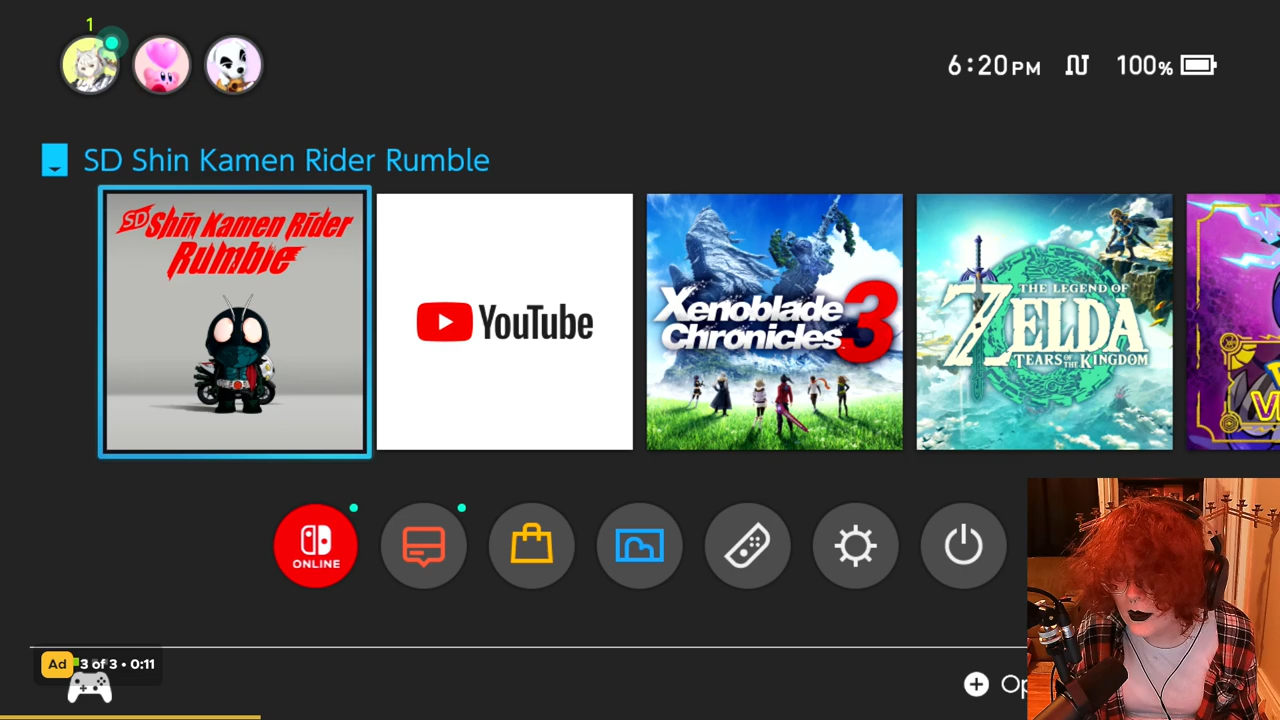 1
6:20PM 100%
SD Shin Kamen Rider Rumble
SD Shin Kamen Rider
Rumble
YouTube
Xenoblade
Chronicles 3
THE LEGEND OF
ZELDA
TEARS OF THE KINGDOM
ONLINE
Ad 3 of 3 • 0:11